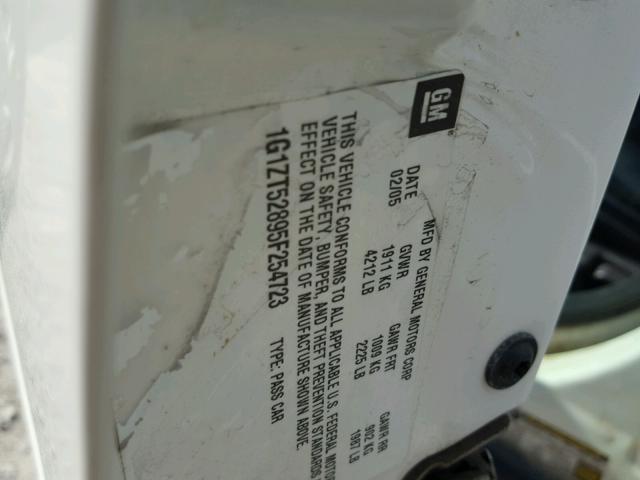 GM
MFD BY GENERAL MOTORS CORP
DATE GVWR GAWR FRT GAWR RR
02/05 1911 KG 1009 KG 902 KG
4212 LB 2225 LB 1987 LB
THIS VEHICLE CONFORMS TO ALL APPLICABLE U.S. FEDERAL MOTOR
VEHICLE SAFETY, BUMPER, AND THEFT PREVENTION STANDARDS
EFFECT ON THE DATE OF MANUFACTURE SHOWN ABOVE.
1G1ZT52895F254723 TYPE: PASS CAR